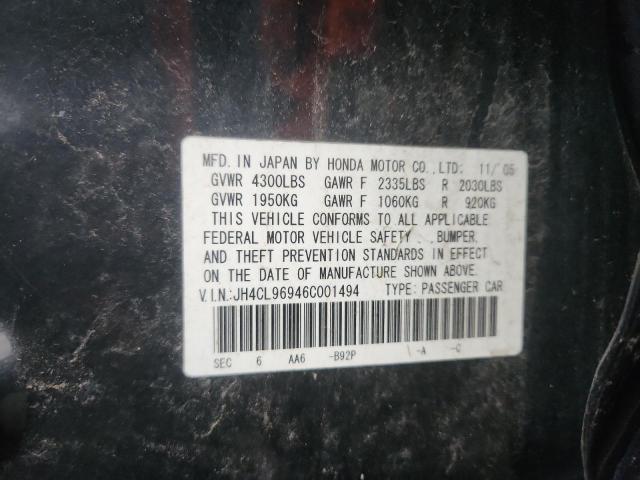 MFD. IN JAPAN BY HONDA MOTOR CO.,LTD: 11/'05
GVWR 4300LBS GAWR F 2335LBS R 2030LBS
GVWR 1950KG GAWR F 1060KG R 920KG
THIS VEHICLE CONFORMS TO ALL APPLICABLE
FEDERAL MOTOR VEHICLE SAFETY . ,BUMPER,
AND THEFT PREVENTION STANDARDS IN EFFECT
ON THE DATE OF MANUFACTURE SHOWN ABOVE.
V.I.N.:JH4CL96946C001494 TYPE: PASSENGER CAR
SEC 6 AA6 -B92P -A -C